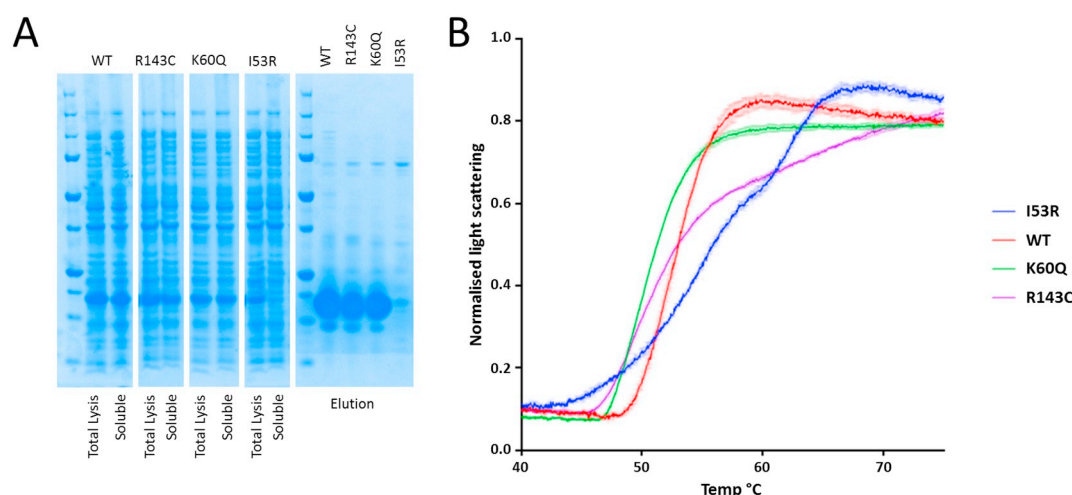 A
WT R143C K60Q I53R
WT
R143C
K60Q
I53R
Total Lysis
Soluble
Total Lysis
Soluble
Total Lysis
Soluble
Total Lysis
Soluble
Elution
B
Normalised light scattering
1.0
0.8
0.6
0.4
0.2
0.0
40 50 60 70
Temp °C
I53R
WT
K60Q
R143C